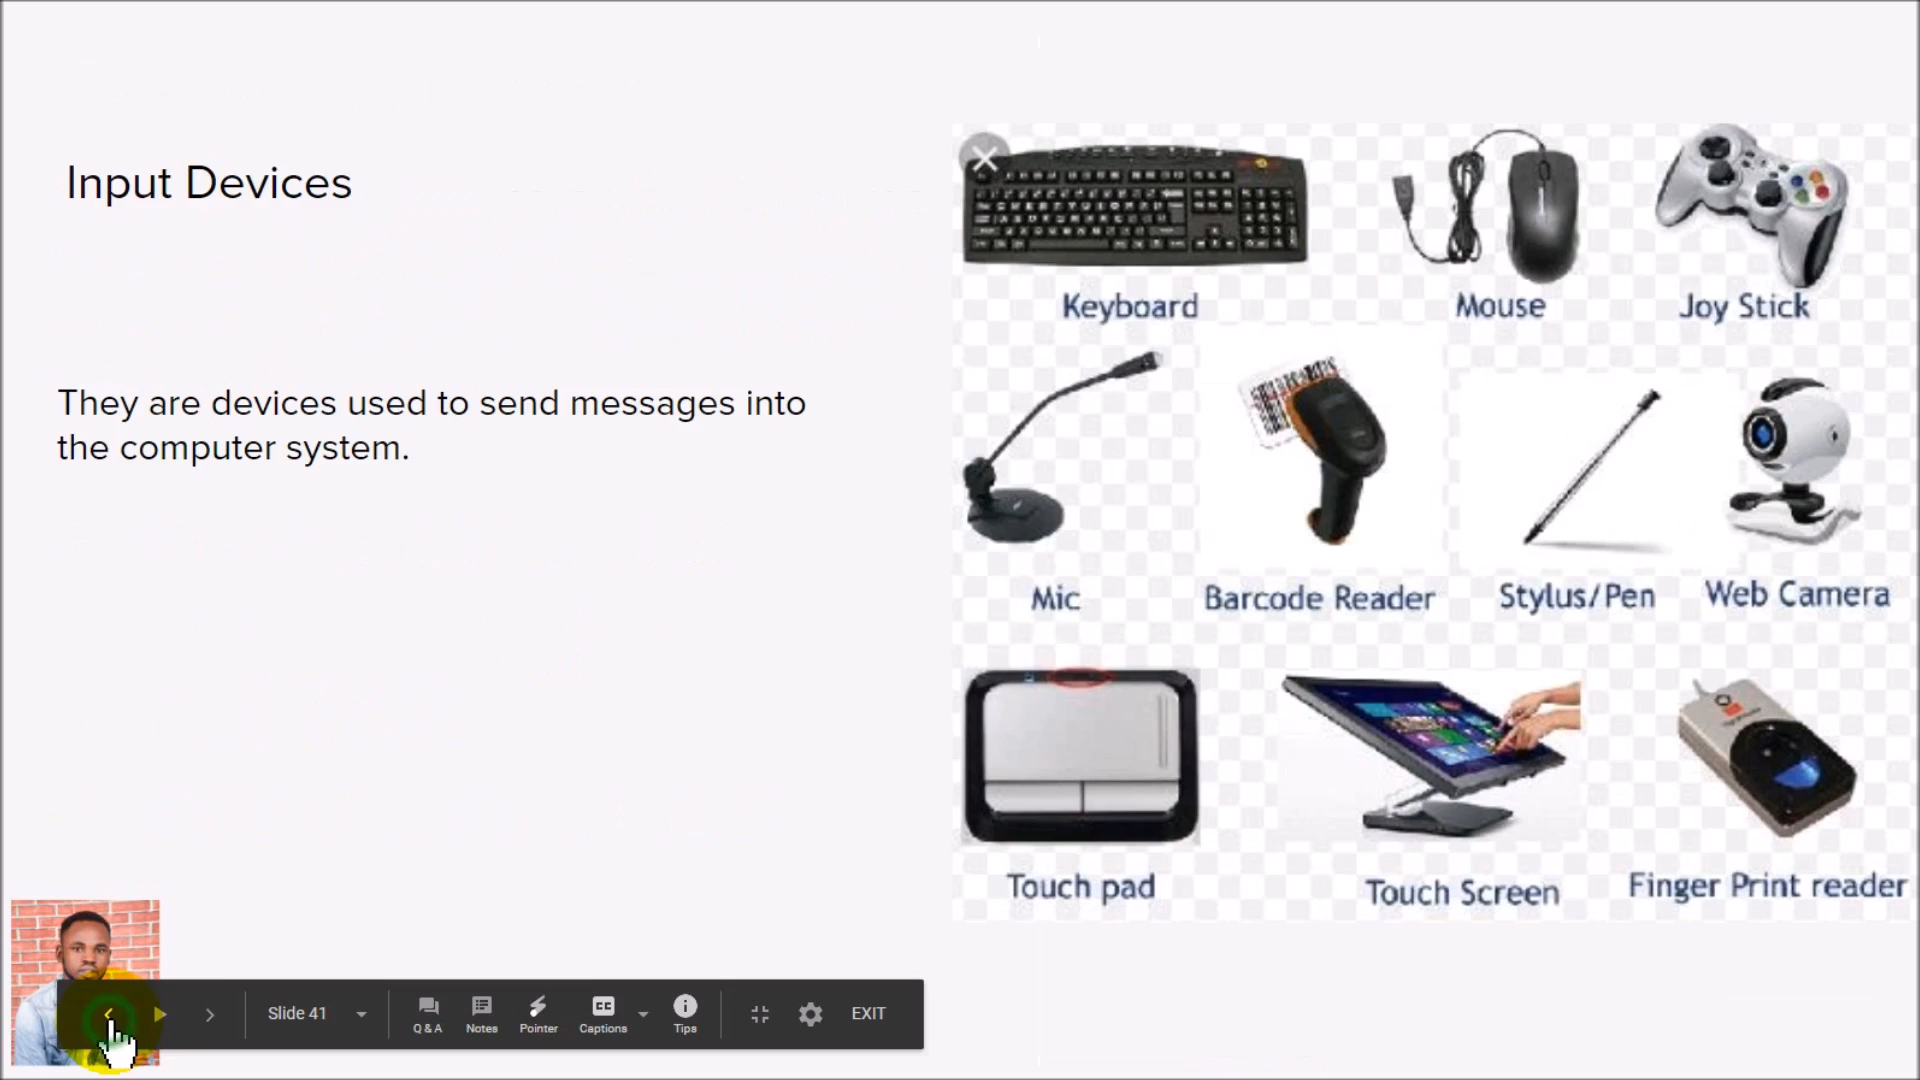 Input Devices
They are devices used to send messages into
the computer system.
Keyboard
Mouse
Joy Stick
Mic
Barcode Reader
Stylus/Pen
Web Camera
Touch pad
Touch Screen
Finger Print reader
Slide 41
Q & A
Notes
Pointer
CC
Captions
Tips
EXIT